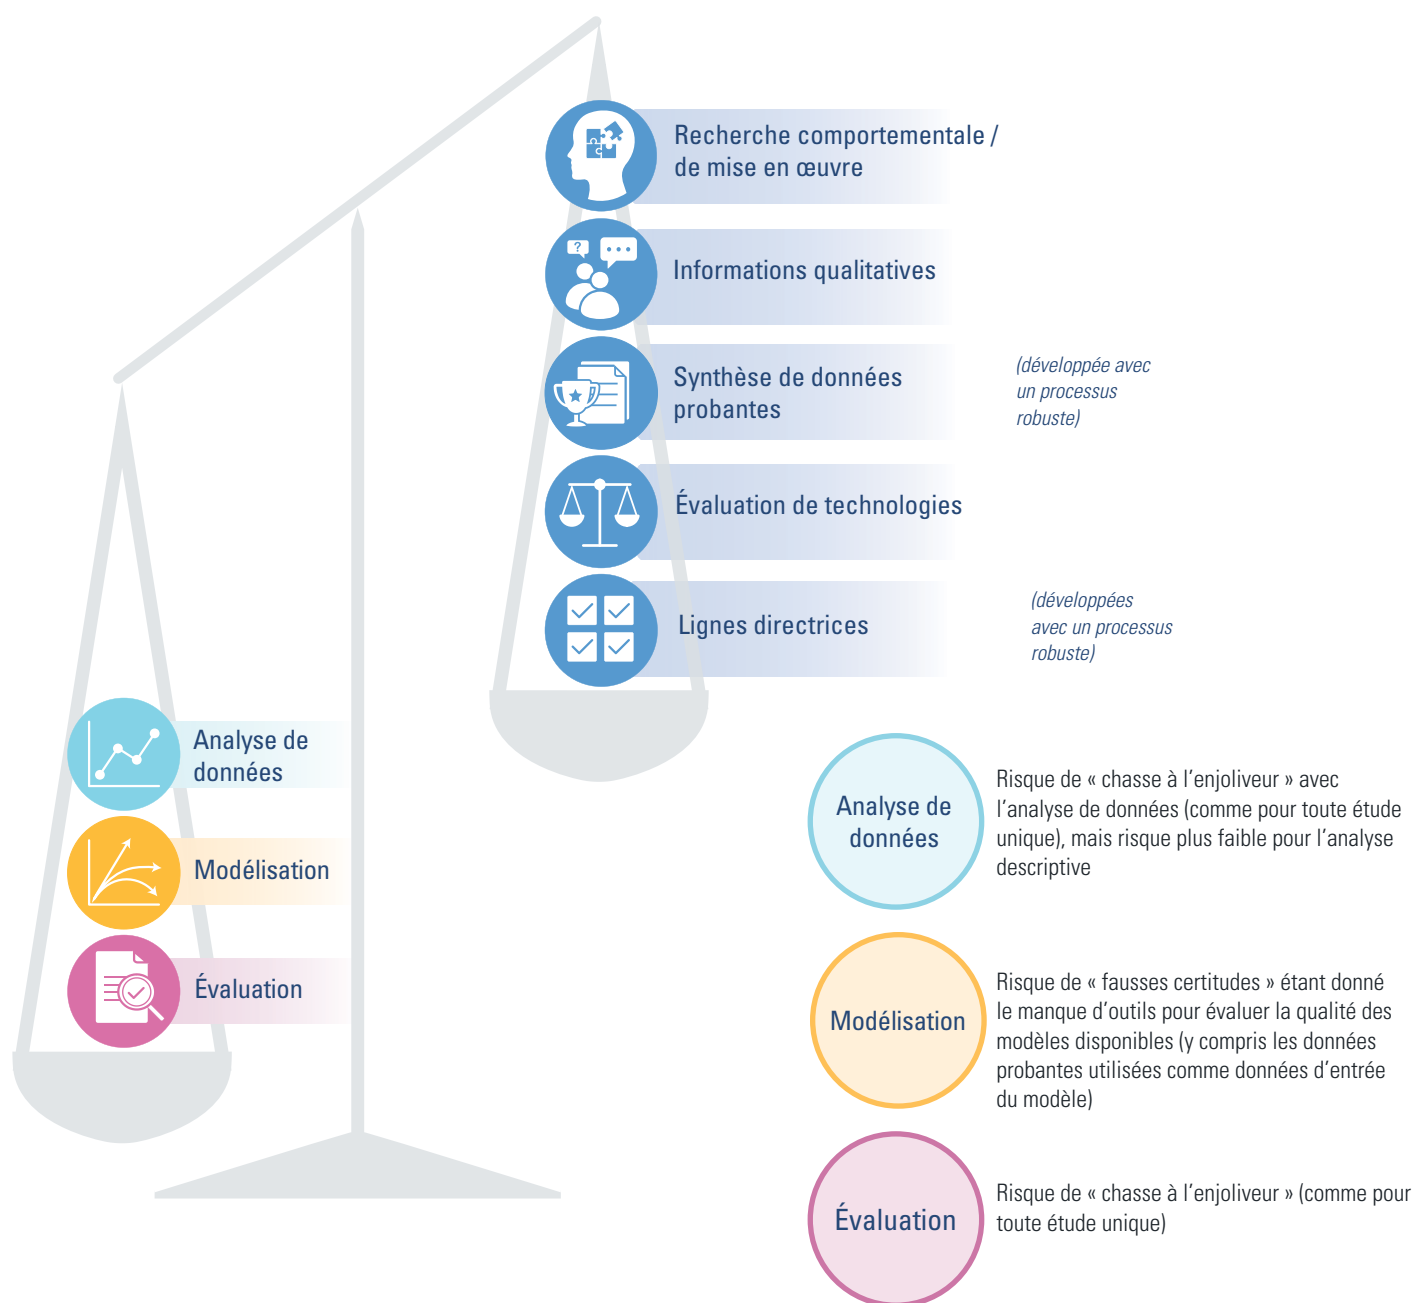 Recherche comportementale /
de mise en œuvre
Informations qualitatives
Synthèse de données
probantes
(développée avec
un processus
robuste)
Évaluation de technologies
Lignes directrices
(développées
avec un processus
robuste)
Analyse de
données
Modélisation
Évaluation
Analyse de
données
Risque de « chasse à l’enjoliveur » avec
l’analyse de données (comme pour toute étude
unique), mais risque plus faible pour l’analyse
descriptive
Modélisation
Risque de « fausses certitudes » étant donné
le manque d’outils pour évaluer la qualité des
modèles disponibles (y compris les données
probantes utilisées comme données d’entrée
du modèle)
Évaluation
Risque de « chasse à l’enjoliveur » (comme pour
toute étude unique)
?